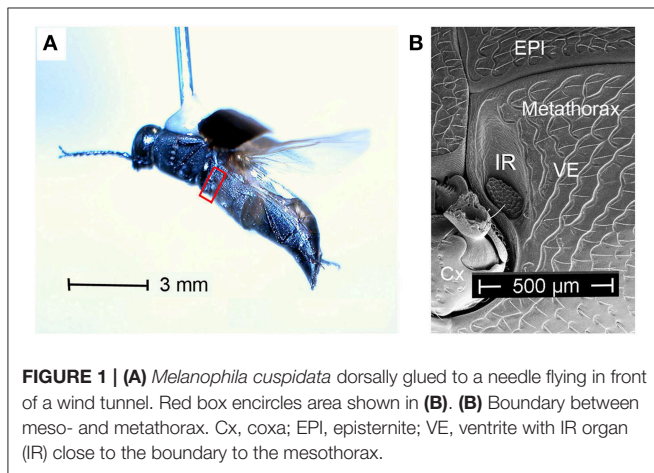 A
B
EPI
Metathorax
IR
VE
Cx
3 mm
500 µm
FIGURE 1 | (A) Melanophila cuspidata dorsally glued to a needle flying in front
of a wind tunnel. Red box encircles area shown in (B). (B) Boundary between
meso- and metathorax. Cx, coxa; EPI, episternite; VE, ventrite with IR organ
(IR) close to the boundary to the mesothorax.